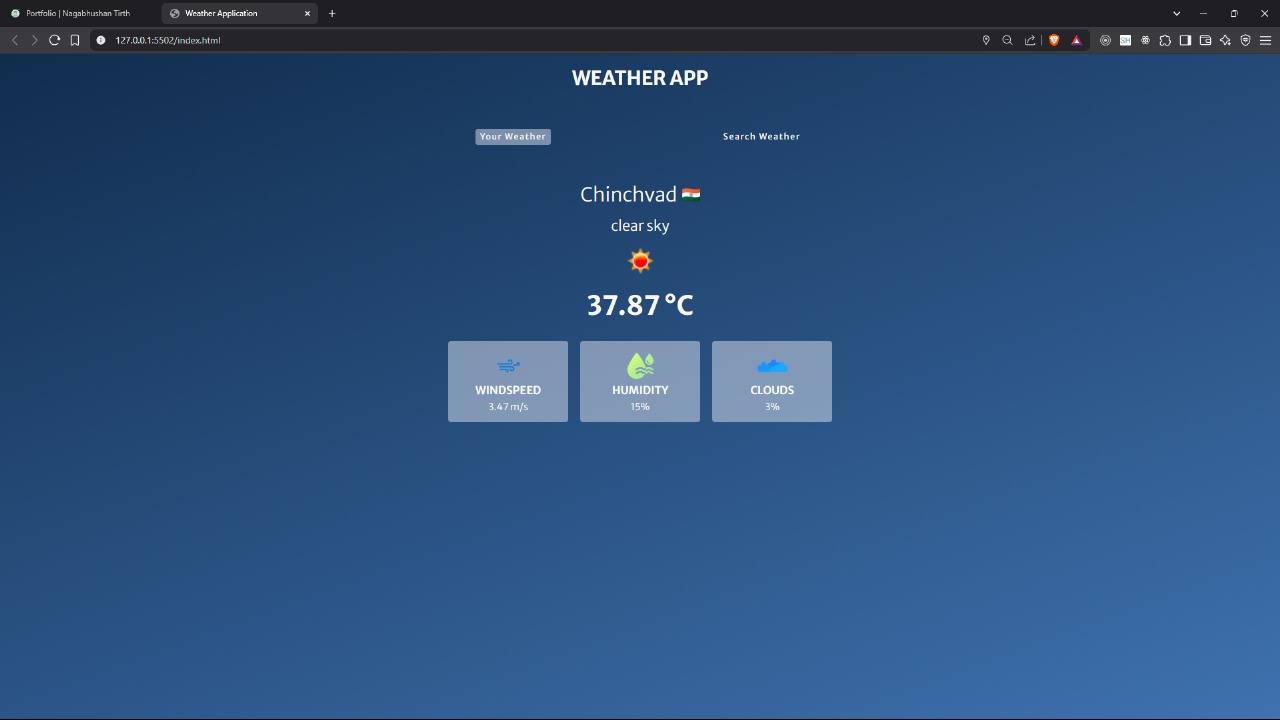 Portfolio | Nagabhushan Tirth
Weather Application
127.0.0.1:5502/index.html
SH
WEATHER APP
Your Weather
Search Weather
Chinchvad
clear sky
37.87 °C
WINDSPEED
HUMIDITY
CLOUDS
3.47 m/s
15%
3%